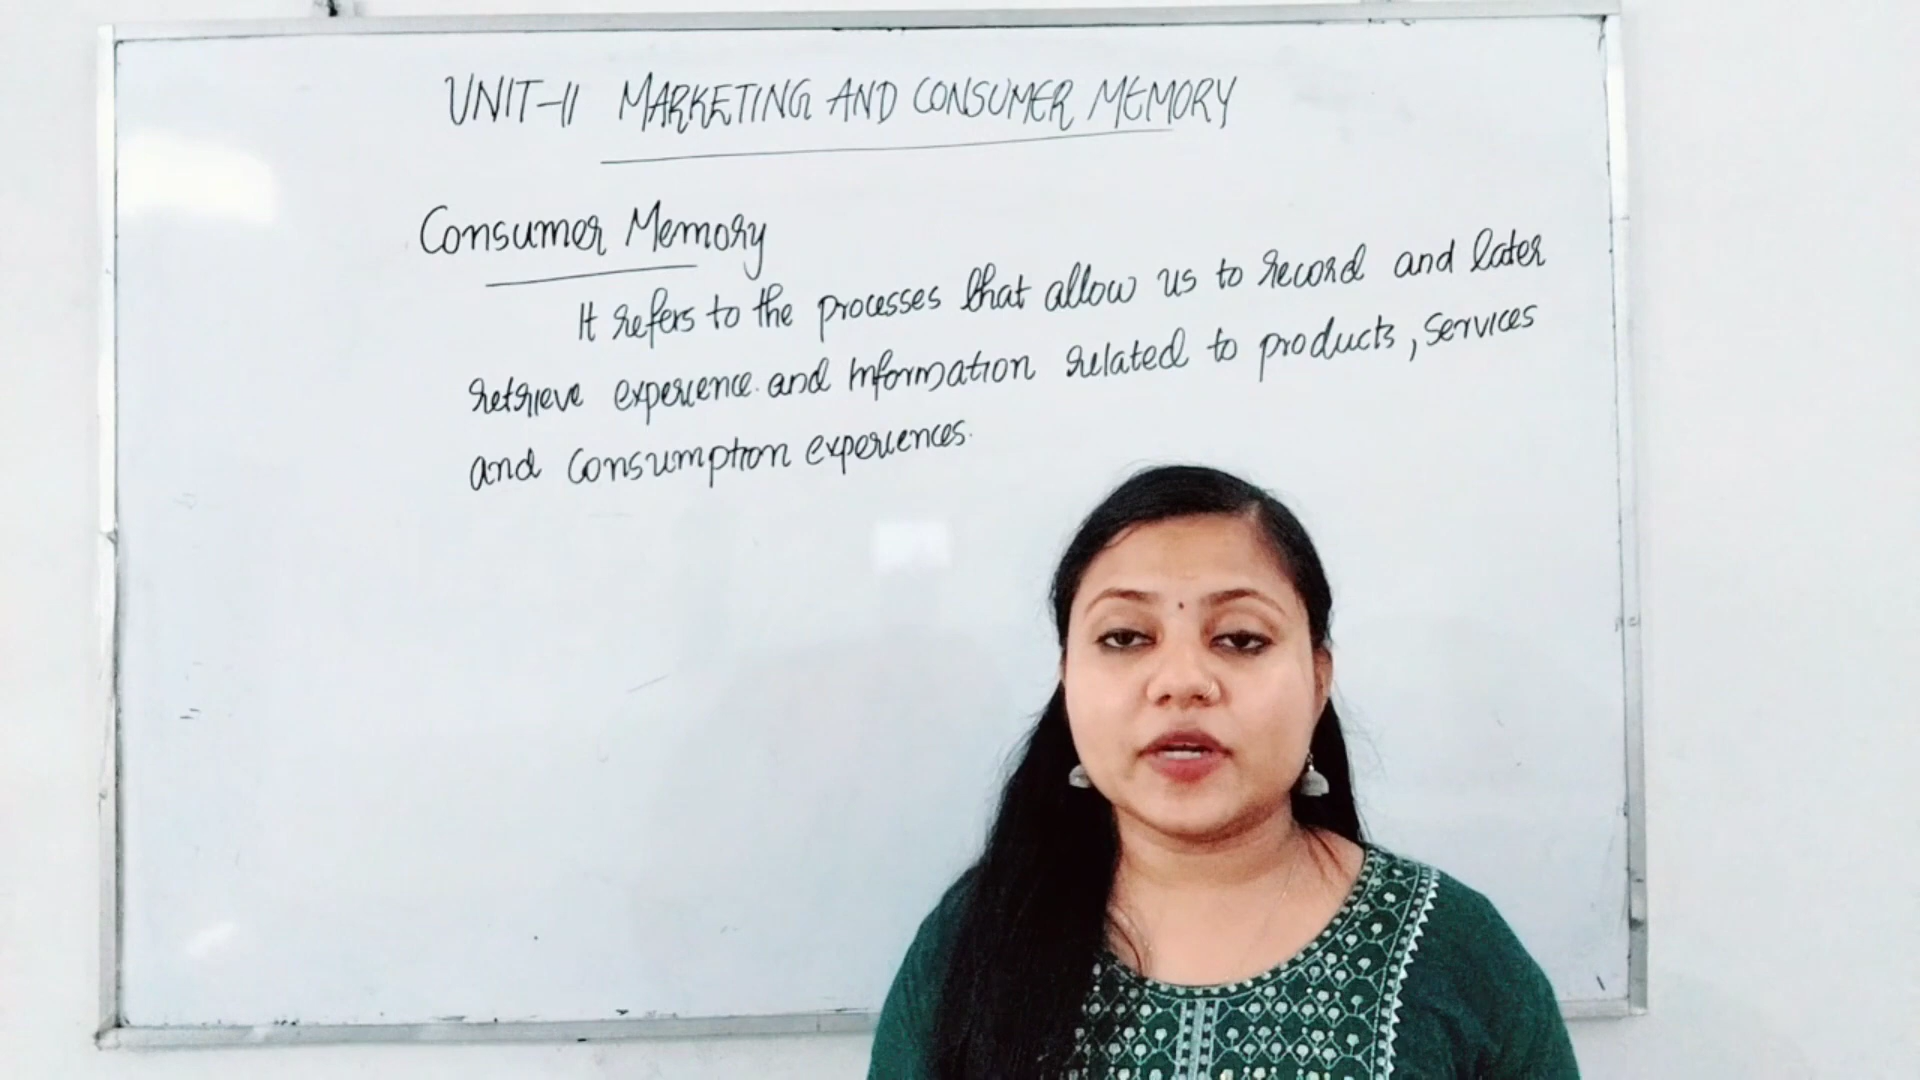 UNIT-II MARKETING AND CONSUMER MEMORY
Consumer Memory
It refers to the processes that allow us to record and later
retrieve experience and Information related to products, services
and Consumption experiences.